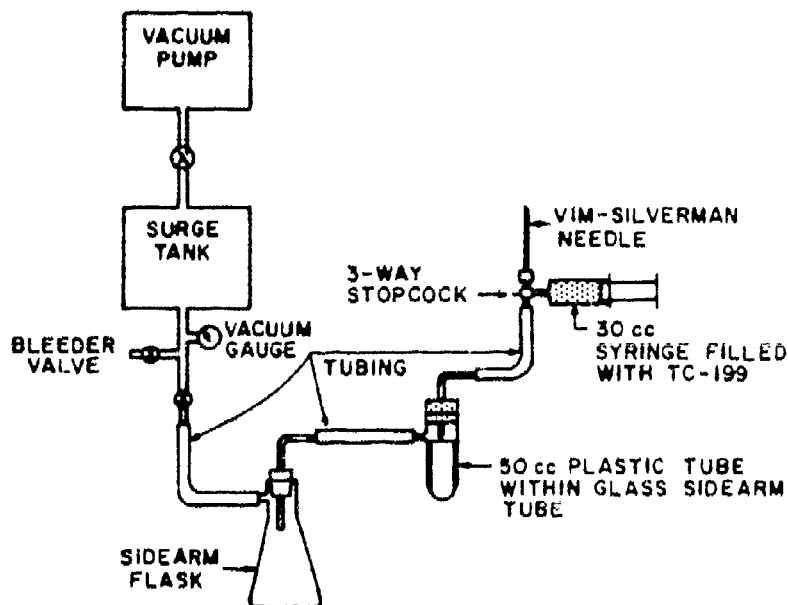 VACUUM
PUMP
SURGE
TANK
VIM-SILVERMAN
NEEDLE
3-WAY
STOPCOCK
30 cc
SYRINGE FILLED
WITH TC-199
BLEEDER
VALVE
VACUUM
GAUGE
TUBING
50 cc PLASTIC TUBE
WITHIN GLASS SIDEARM
TUBE
SIDEARM
FLASK